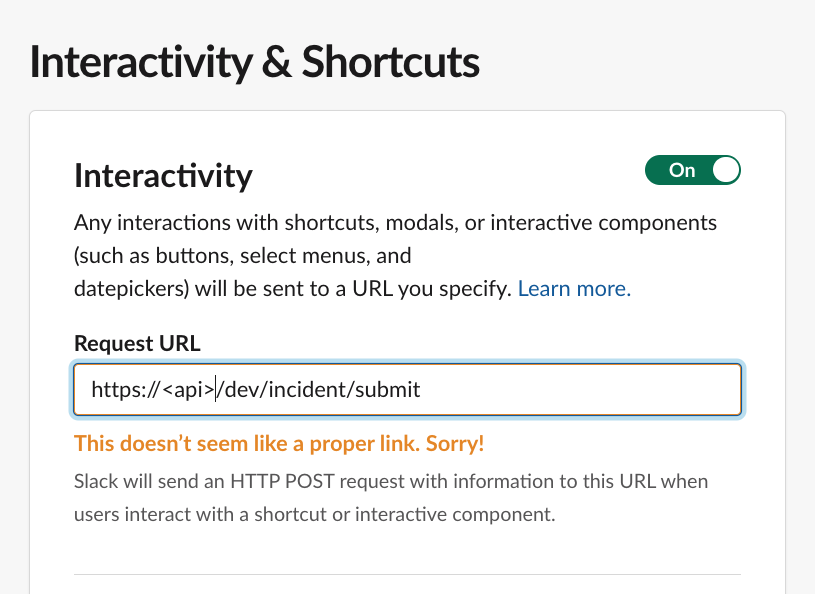 Interactivity & Shortcuts
Interactivity
On
Any interactions with shortcuts, modals, or interactive components
(such as buttons, select menus, and
datepickers) will be sent to a URL you specify. Learn more.
Request URL
https://<api>/dev/incident/submit
This doesn’t seem like a proper link. Sorry!
Slack will send an HTTP POST request with information to this URL when
users interact with a shortcut or interactive component.